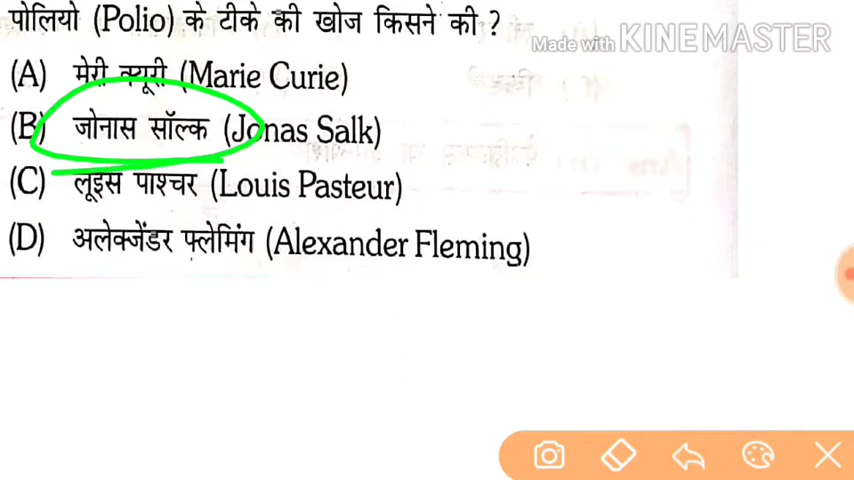 पोलियो (Polio) के टीके की खोज किसने की ?
Made with KINEMASTER
(A) मेरी क्यूरी (Marie Curie)
(B) जोनास सॉल्क (Jonas Salk)
(C) लूइस पाश्चर (Louis Pasteur)
(D) अलेक्जेंडर फ्लेमिंग (Alexander Fleming)